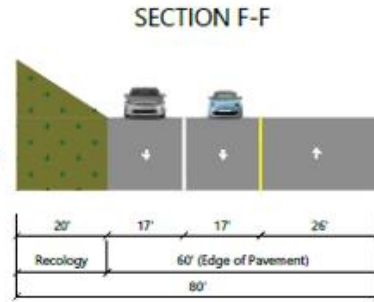 SECTION F-F
20' 17' 17' 26'
Recology 60' (Edge of Pavement)
80'